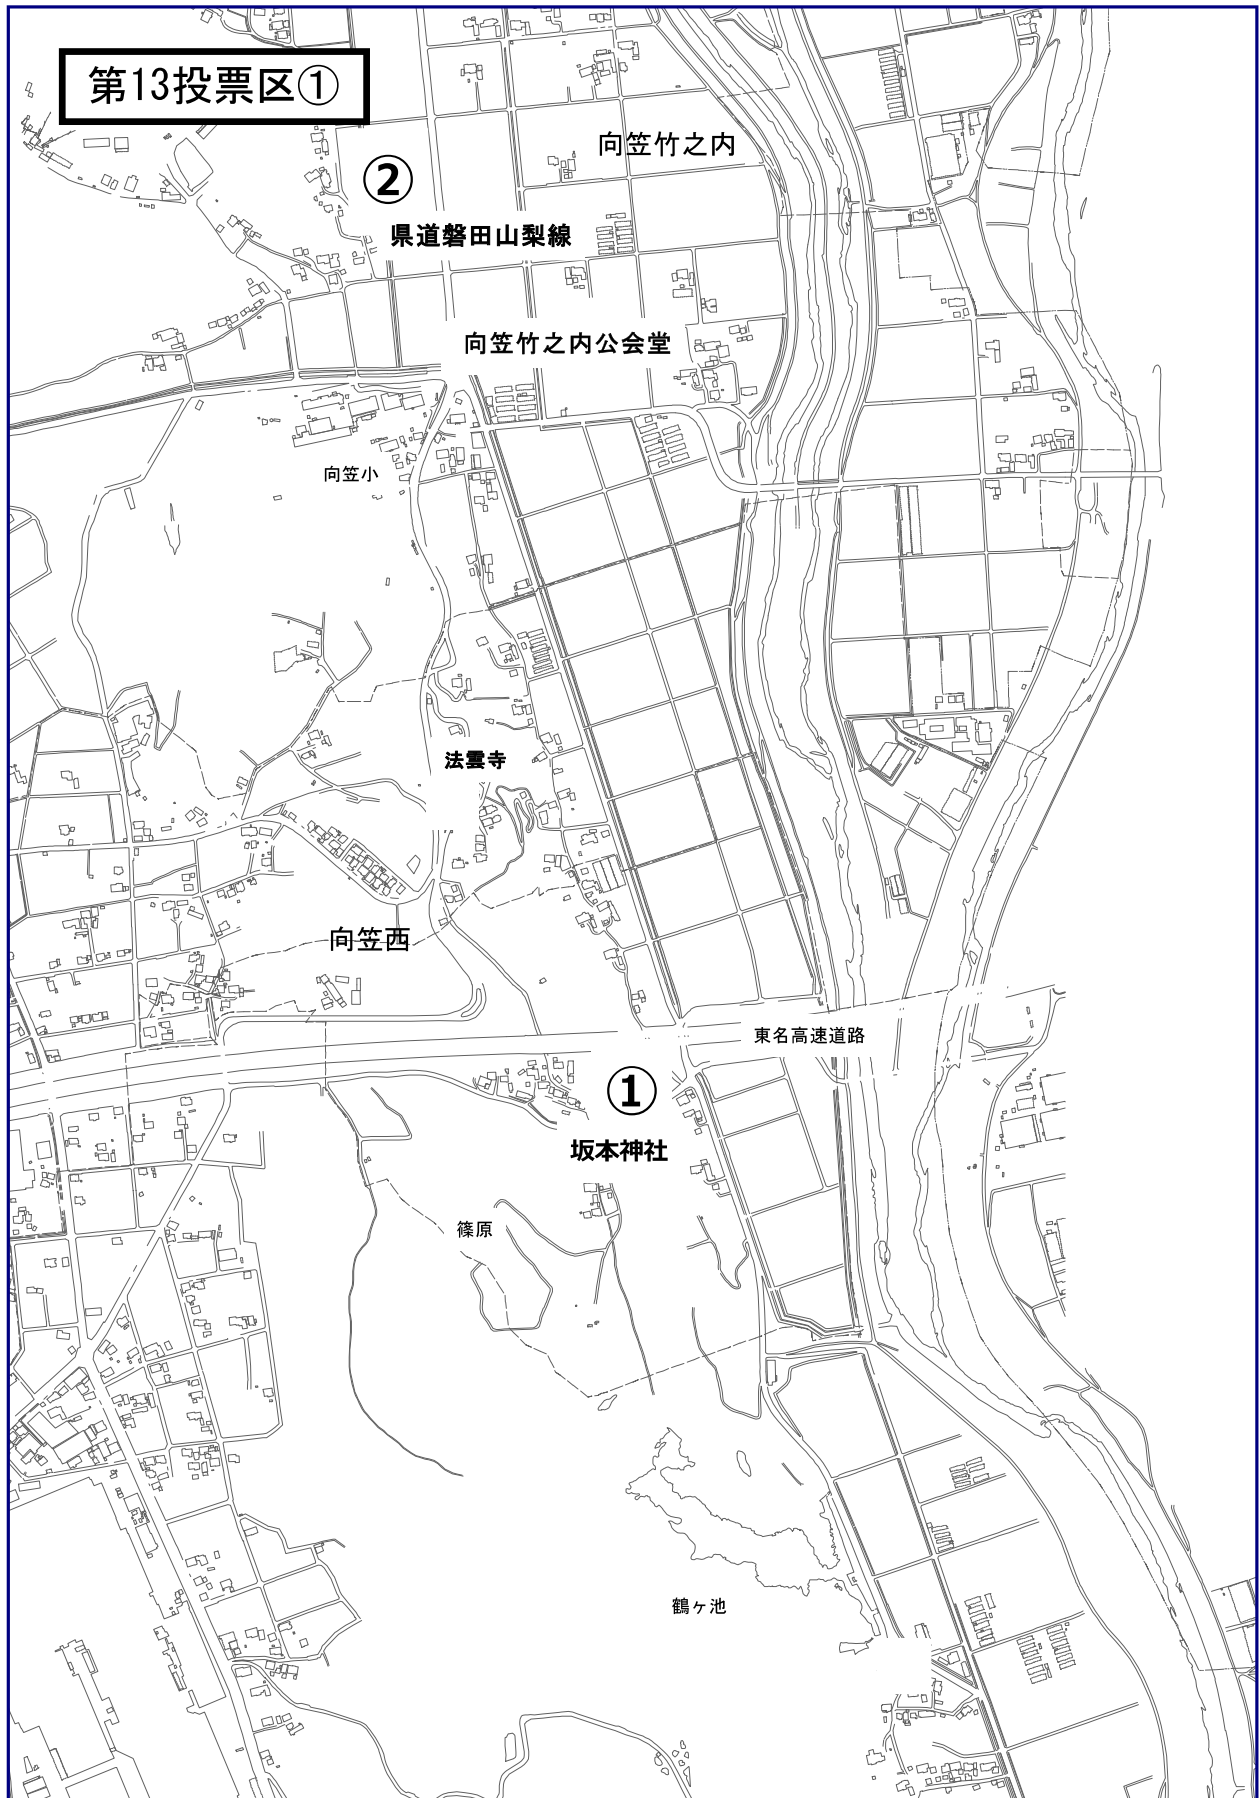 第13投票区①
向笠竹之内
②
県道磐田山梨線
向笠竹之内公会堂
向笠小
法雲寺
向笠西
東名高速道路
①
坂本神社
篠原
鶴ヶ池